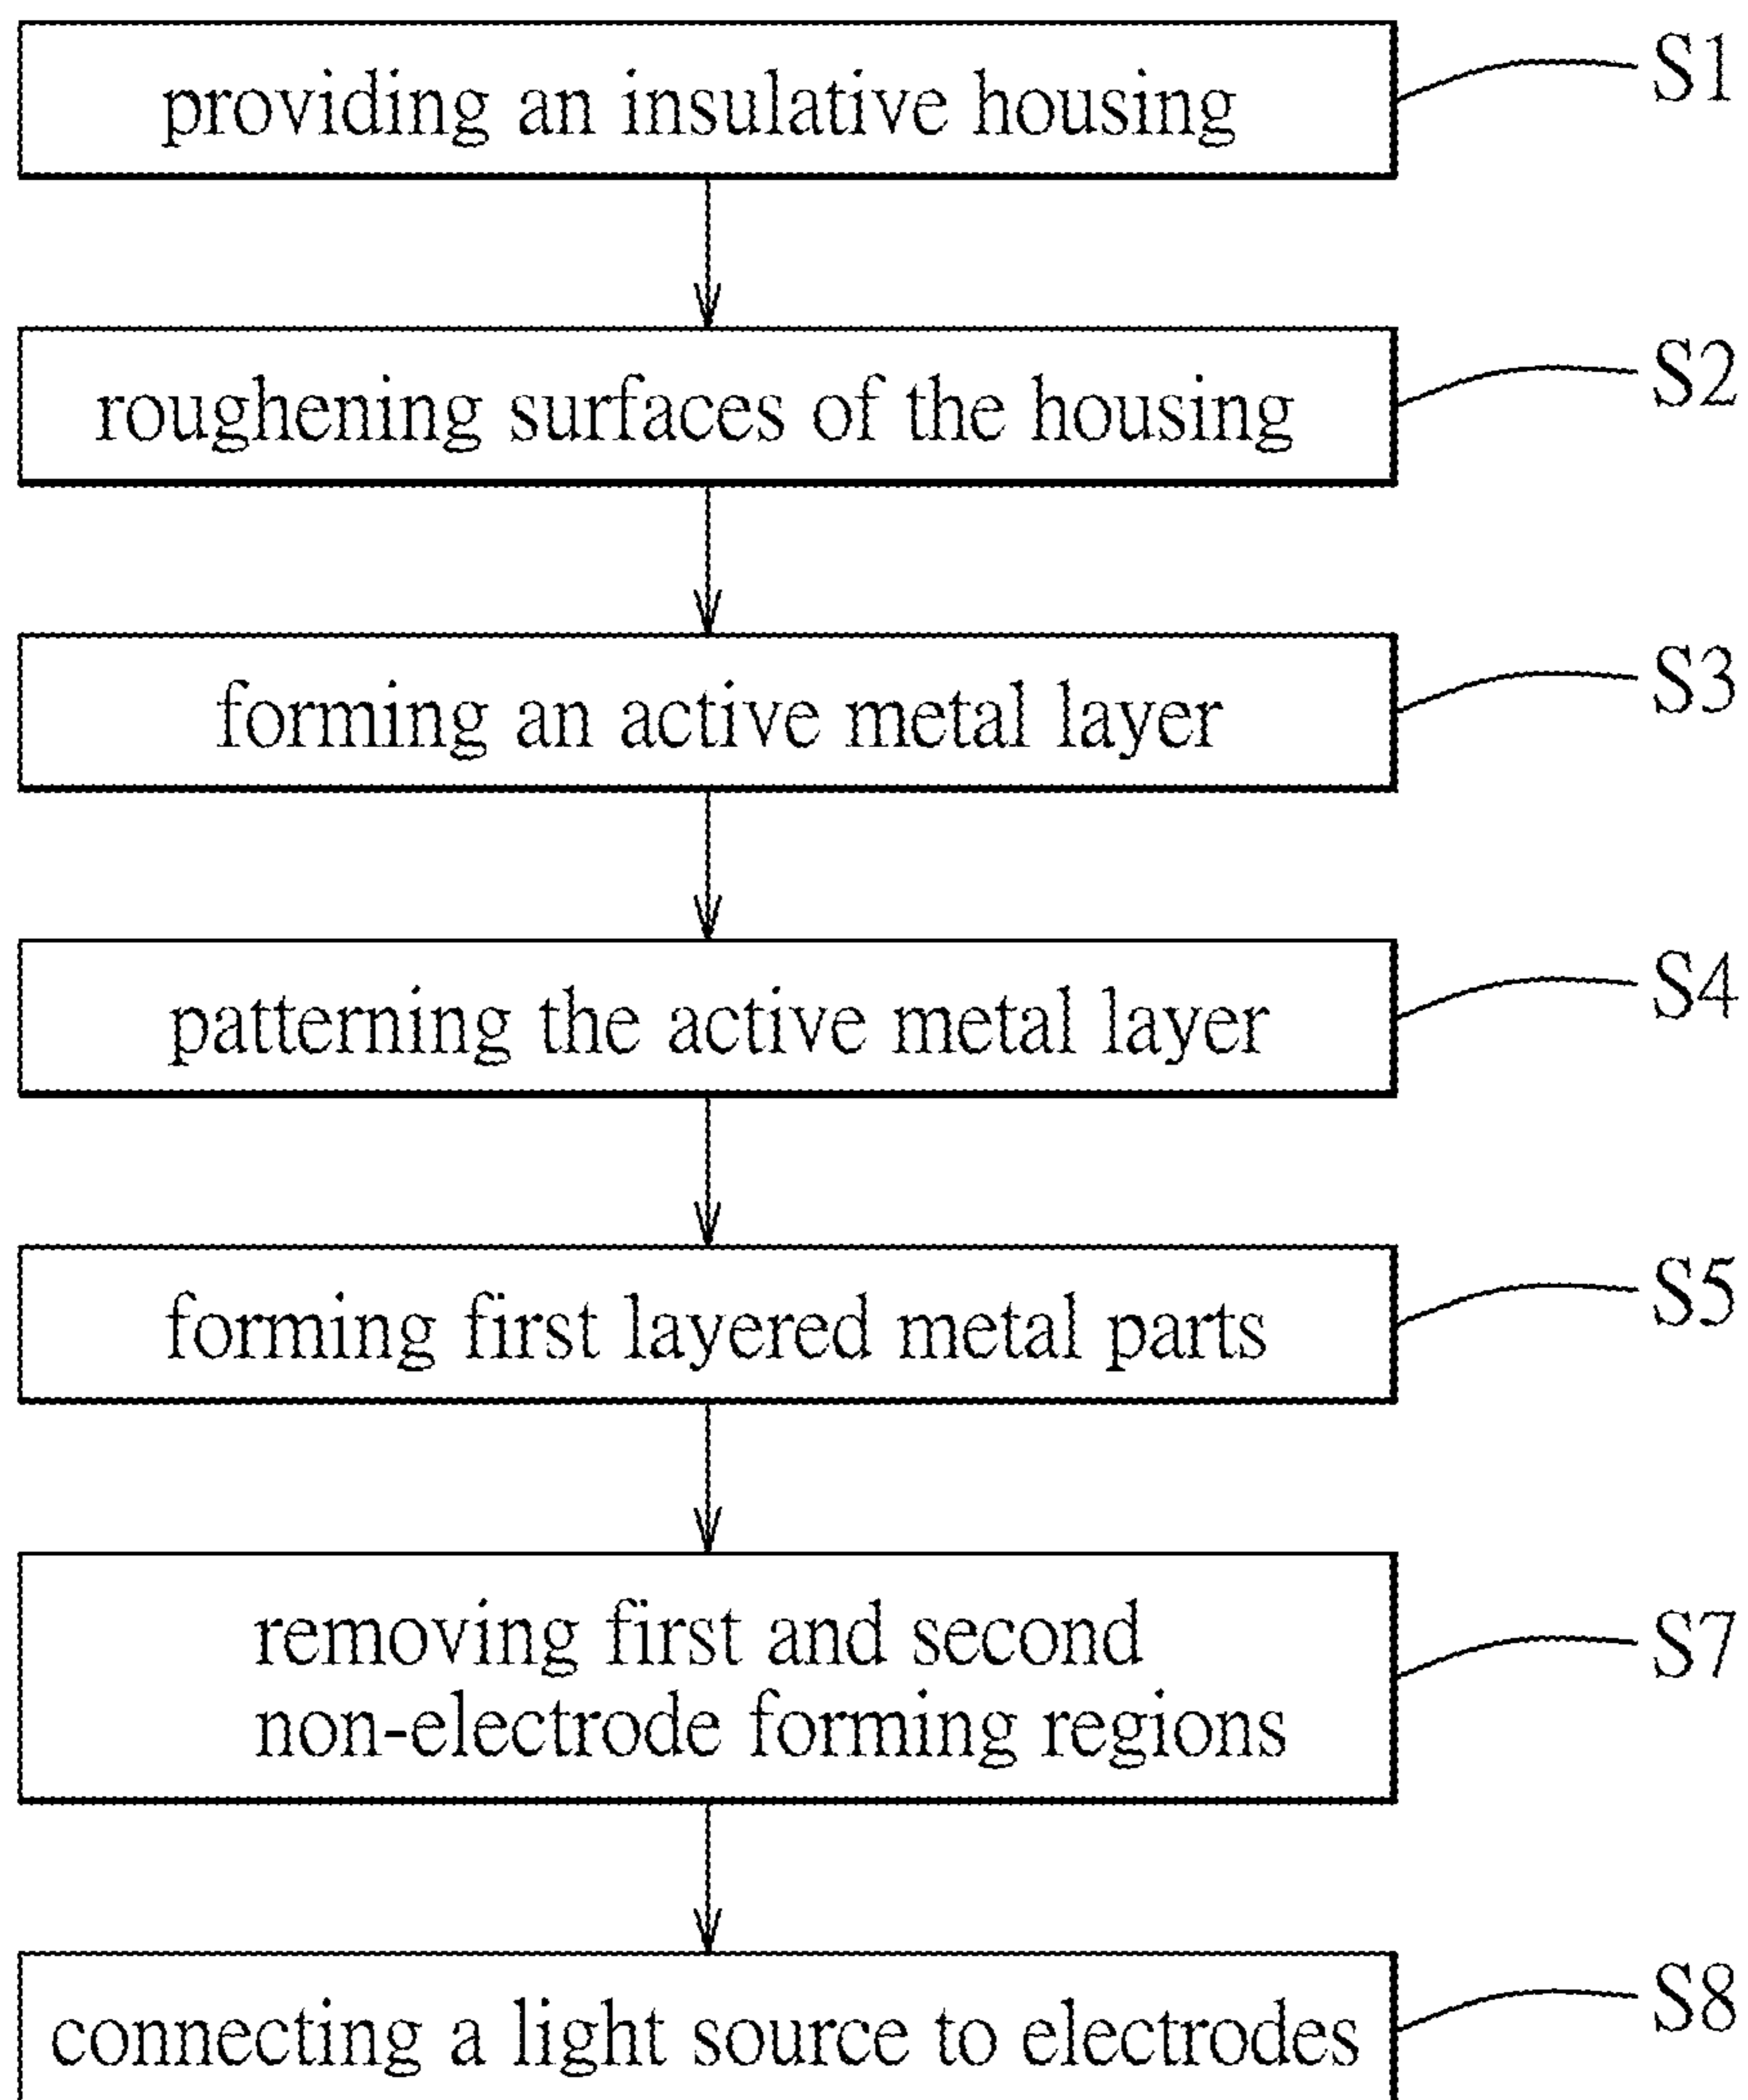 providing an insulative housing
S1
roughening surfaces of the housing
S2
forming an active metal layer
S3
patterning the active metal layer
S4
forming first layered metal parts
S5
removing first and second
non-electrode forming regions
S7
connecting a light source to electrodes
S8